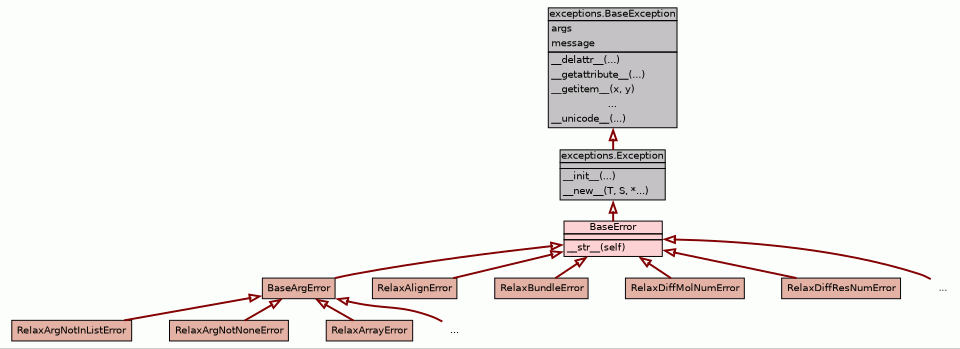 exceptions.BaseException
args
message
__delattr__(...)
__getattribute__(...)
__getitem__(x, y)
...
__unicode__(...)
exceptions.Exception
__init__(...)
__new__(T, S, *...)
BaseError
__str__(self)
BaseArgError
RelaxAlignError
RelaxBundleError
RelaxDiffMolNumError
RelaxDiffResNumError
...
RelaxArgNotInListError
RelaxArgNotNoneError
RelaxArrayError
...